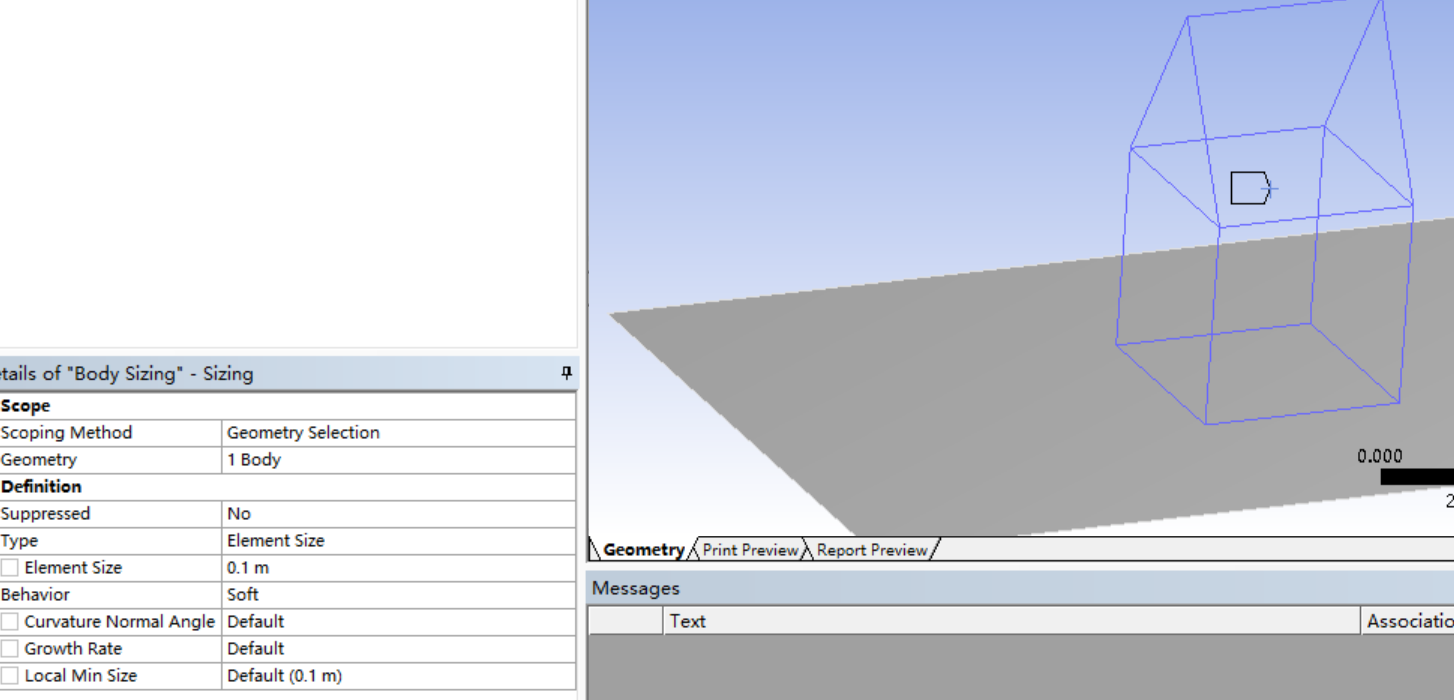 tails of "Body Sizing" - Sizing
Scope
Scoping Method Geometry Selection
Geometry 1 Body
Definition
Suppressed No
Type Element Size
Element Size 0.1 m
Behavior Soft
Curvature Normal Angle Default
Growth Rate Default
Local Min Size Default (0.1 m)
0.000
2
Geometry Print Preview Report Preview
Messages
Text Associatio